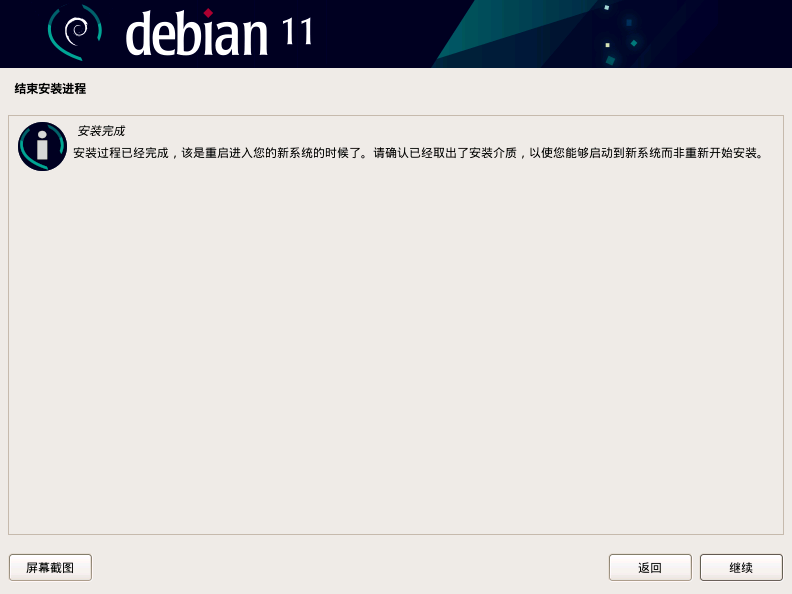 debian 11
结束安装进程
安装完成
安装过程已经完成，该是重启进入您的新系统的时候了。请确认已经取出了安装介质，以使您能够启动到新系统而非重新开始安装。
屏幕截图
返回
继续